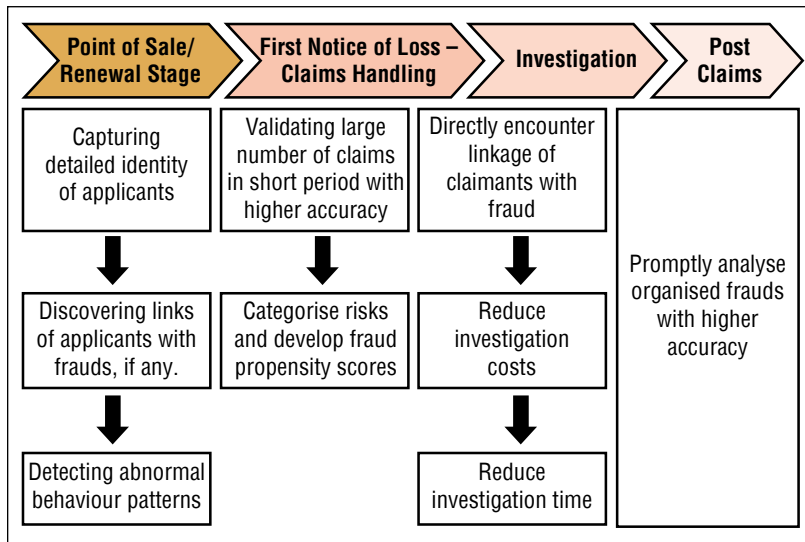 Point of Sale/
Renewal Stage
First Notice of Loss –
Claims Handling
Investigation
Post
Claims
Capturing
detailed identity
of applicants
Discovering links
of applicants with
frauds, if any.
Detecting abnormal
behaviour patterns
Validating large
number of claims
in short period with
higher accuracy
Categorise risks
and develop fraud
propensity scores
Directly encounter
linkage of
claimants with
fraud
Reduce
investigation
costs
Reduce
investigation time
Promptly analyse
organised frauds
with higher
accuracy